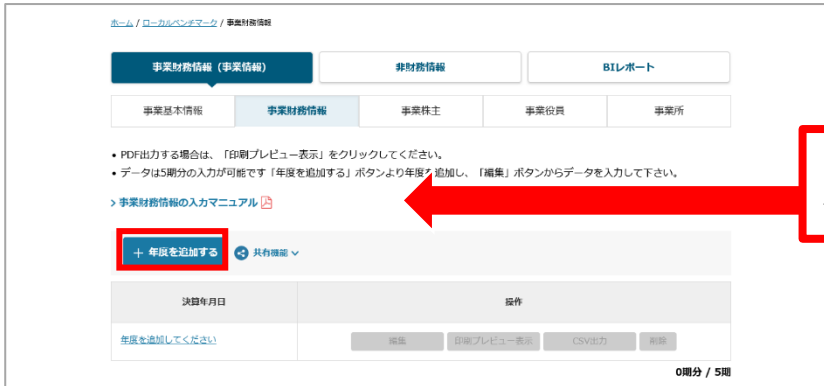 ホーム / ローカルベンチマーク / 事業財務情報
事業財務情報（事業情報） 非財務情報 BIレポート
事業基本情報 事業財務情報 事業株主 事業役員 事業所
• PDF出力する場合は、「印刷プレビュー表示」をクリックしてください。
• データは5期分の入力が可能です「年度を追加する」ボタンより年度を追加し、「編集」ボタンからデータを入力して下さい。
> 事業財務情報の入力マニュアル
＋ 年度を追加する 共有機能
決算年月日 操作
年度を追加してください 編集 印刷プレビュー表示 CSV出力 削除
0期分 / 5期